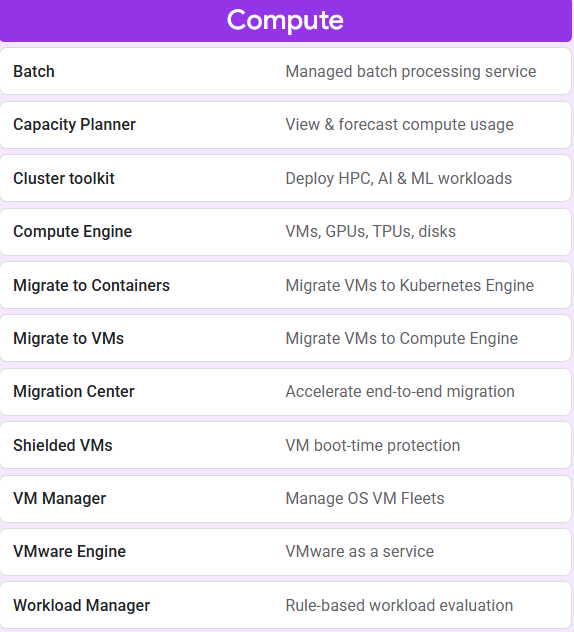 Compute
Batch Managed batch processing service
Capacity Planner View & forecast compute usage
Cluster toolkit Deploy HPC, AI & ML workloads
Compute Engine VMs, GPUs, TPUs, disks
Migrate to Containers Migrate VMs to Kubernetes Engine
Migrate to VMs Migrate VMs to Compute Engine
Migration Center Accelerate end-to-end migration
Shielded VMs VM boot-time protection
VM Manager Manage OS VM Fleets
VMware Engine VMware as a service
Workload Manager Rule-based workload evaluation